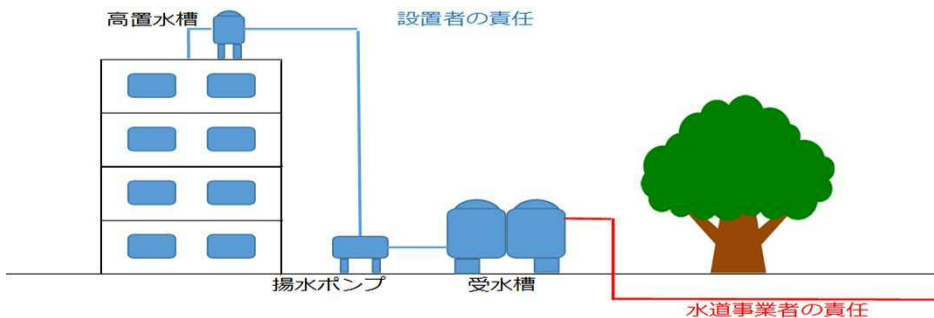 高置水槽
設置者の責任
揚水ポンプ
受水槽
水道事業者の責任